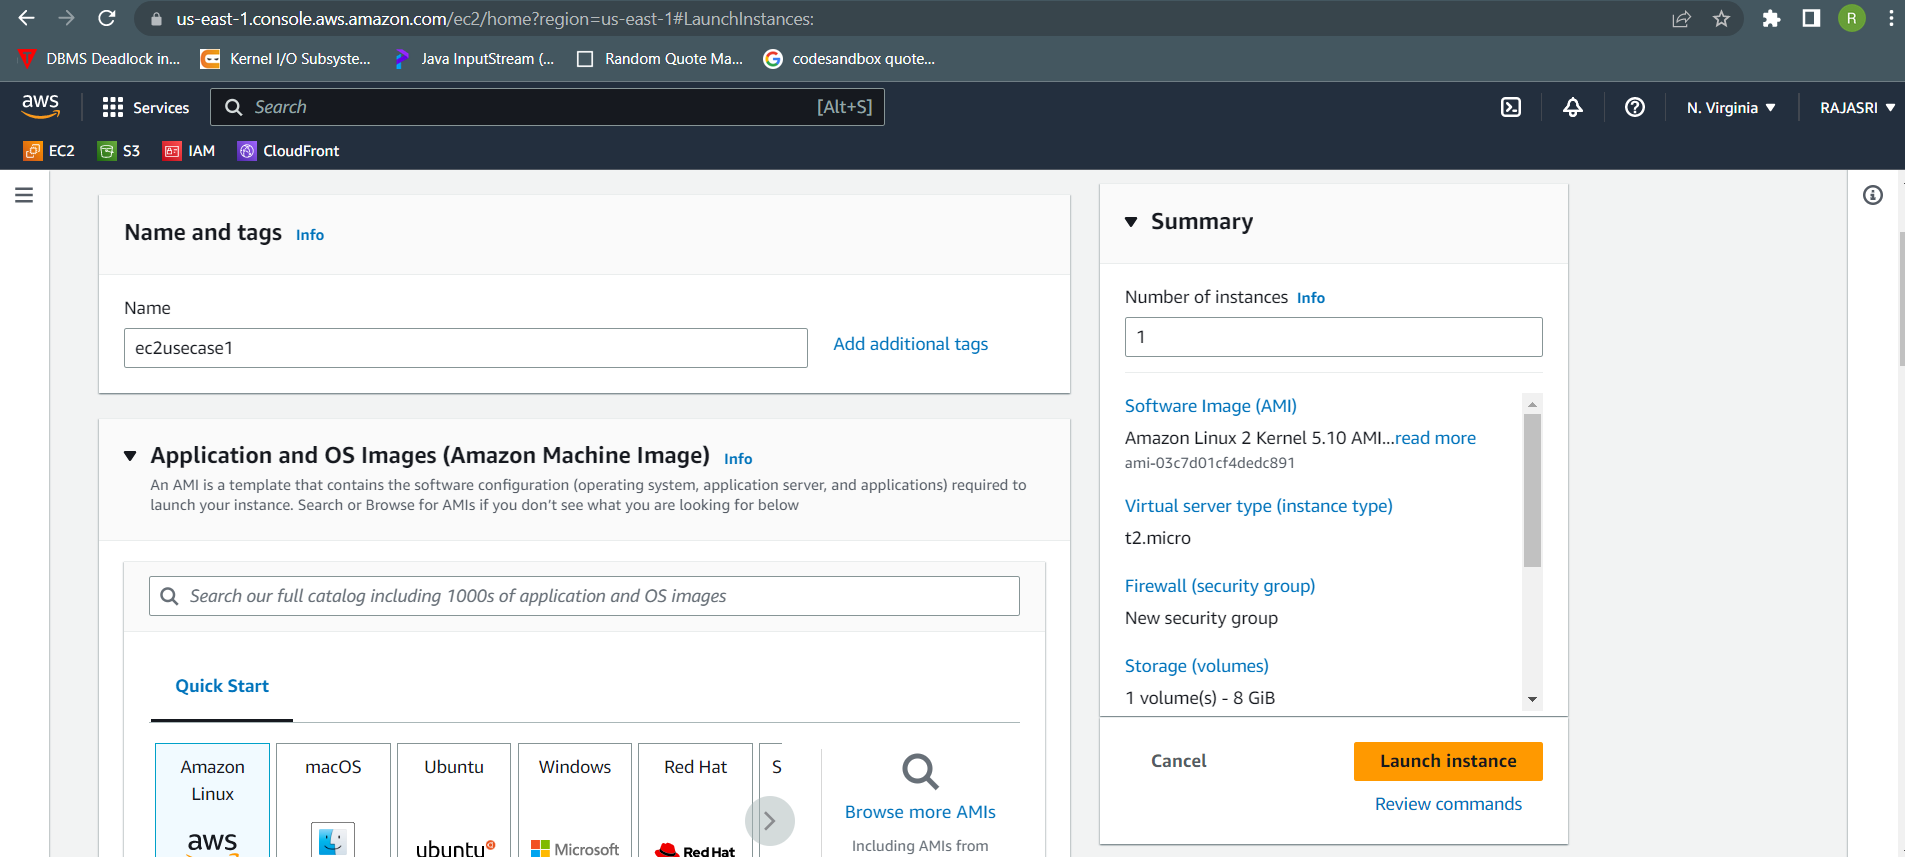 us-east-1.console.aws.amazon.com/ec2/home?region=us-east-1#LaunchInstances:
R
DBMS Deadlock in... Kernel I/O Subsyste... Java InputStream (... Random Quote Ma... codesandbox quote...
aws Services Search [Alt+S] N. Virginia RAJASRI
EC2 S3 IAM CloudFront
Name and tags Info
Name
ec2usecase1
Add additional tags
Application and OS Images (Amazon Machine Image) Info
An AMI is a template that contains the software configuration (operating system, application server, and applications) required to
launch your instance. Search or Browse for AMIs if you don’t see what you are looking for below
Search our full catalog including 1000s of application and OS images
Quick Start
Amazon
Linux
aws
macOS
Ubuntu
ubuntu
Windows
Microsoft
Red Hat
Red Hat
S
Browse more AMIs
Including AMIs from
Summary
Number of instances Info
1
Software Image (AMI)
Amazon Linux 2 Kernel 5.10 AMI...read more
ami-03c7d01cf4dedc891
Virtual server type (instance type)
t2.micro
Firewall (security group)
New security group
Storage (volumes)
1 volume(s) - 8 GiB
Cancel
Launch instance
Review commands